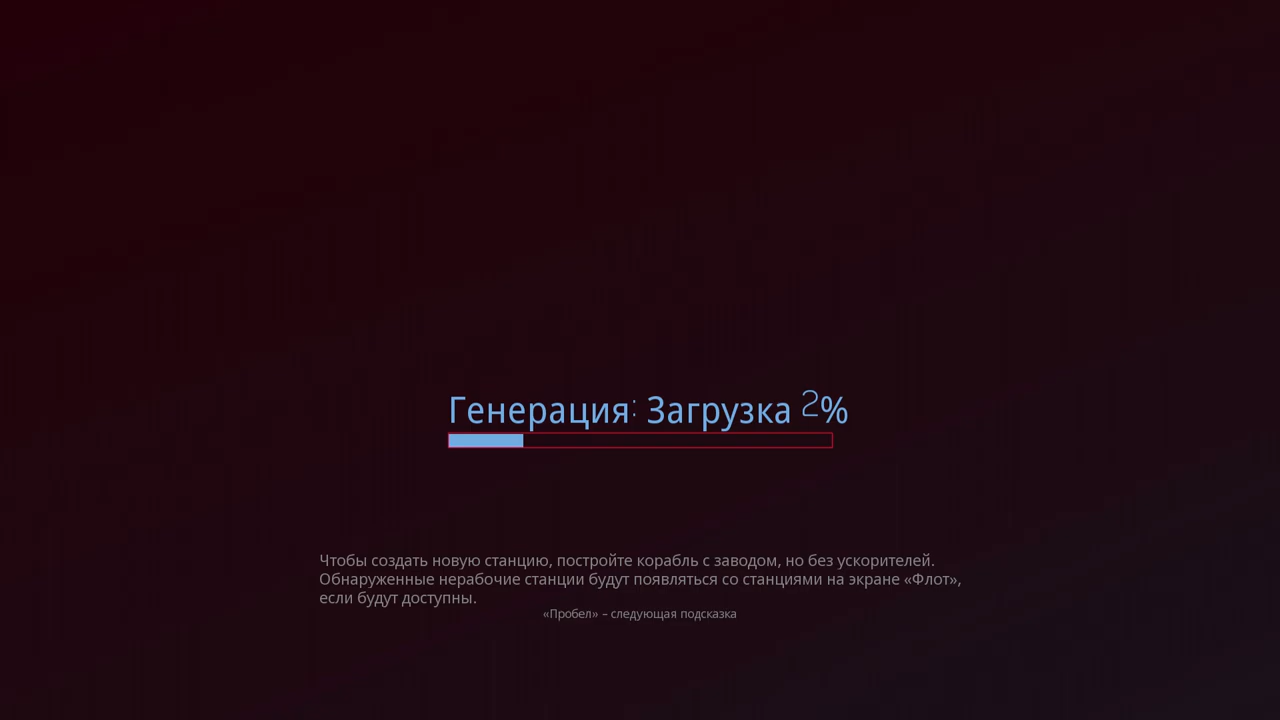 Генерация: Загрузка 2%
Чтобы создать новую станцию, постройте корабль с заводом, но без ускорителей.
Обнаруженные нерабочие станции будут появляться со станциями на экране «Флот»,
если будут доступны.
«Пробел» – следующая подсказка